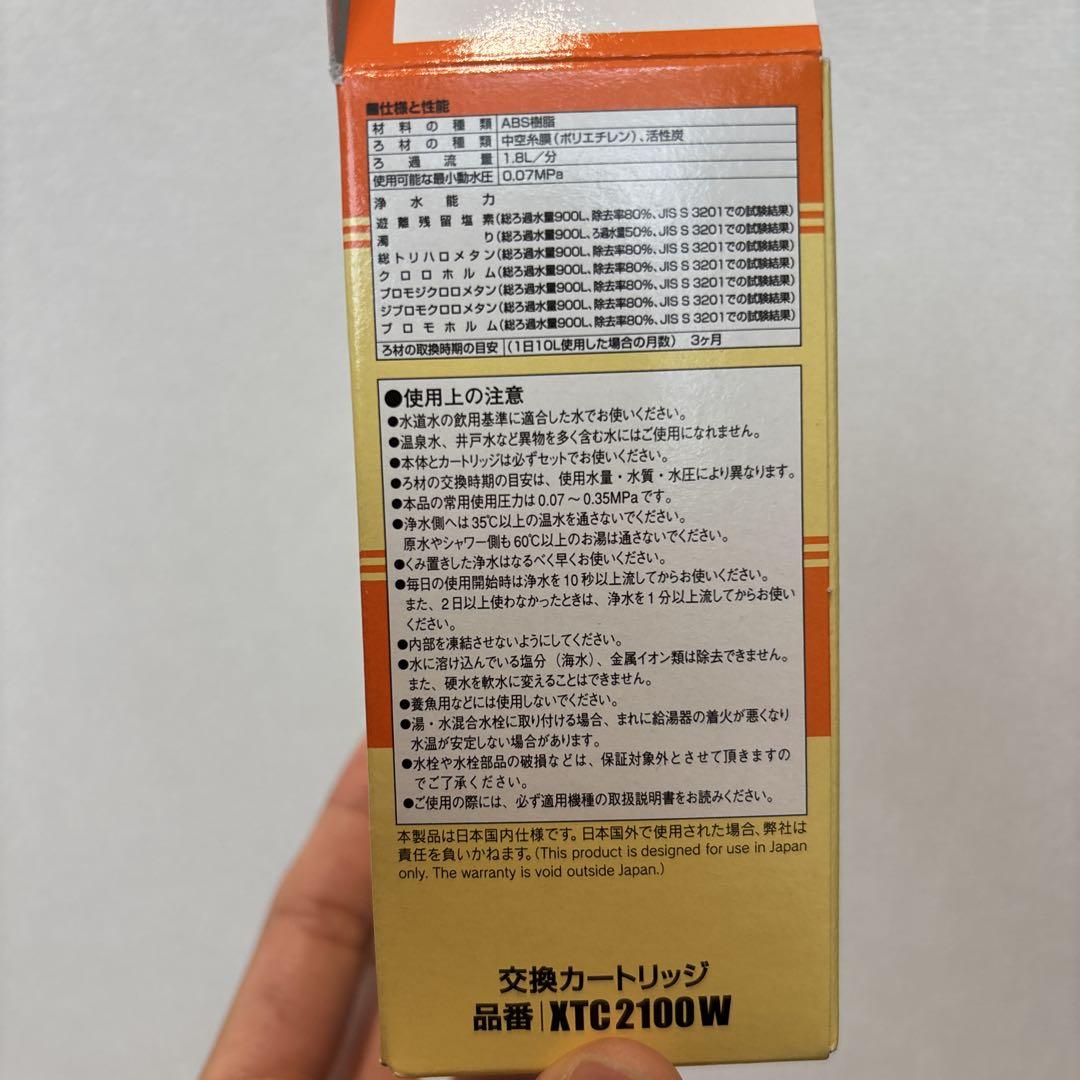 ■仕様と性能
材料の種類 ABS樹脂
ろ材の種類 中空糸膜(ポリエチレン)、活性炭
ろ過流量 1.8L/分
使用可能な最小動水圧 0.07MPa
浄水能力
遊離残留塩素(総ろ過水量900L、除去率80%、JIS S 3201での試験結果)
濁り(総ろ過水量900L、ろ過水量50%、JIS S 3201での試験結果)
総トリハロメタン(総ろ過水量900L、除去率80%、JIS S 3201での試験結果)
クロロホルム(総ろ過水量900L、除去率80%、JIS S 3201での試験結果)
ブロモジクロロメタン(総ろ過水量900L、除去率80%、JIS S 3201での試験結果)
ジブロモクロロメタン(総ろ過水量900L、除去率80%、JIS S 3201での試験結果)
ブロモホルム(総ろ過水量900L、除去率80%、JIS S 3201での試験結果)
ろ材の取換時期の目安 (1日10L使用した場合の月数) 3ヶ月
●使用上の注意
●水道水の飲用基準に適合した水でお使いください。
●温泉水、井戸水など異物を多く含む水にはご使用になれません。
●本体とカートリッジは必ずセットでお使いください。
●ろ材の交換時期の目安は、使用水量・水質・水圧により異なります。
●本品の常用使用圧力は0.07～0.35MPaです。
●浄水側へは35℃以上の温水を通さないでください。
原水やシャワー側も60℃以上のお湯は通さないでください。
●くみ置きした浄水はなるべく早くお使いください。
●毎日の使用開始時は浄水を10秒以上流してからお使いください。
また、2日以上使わなかったときは、浄水を1分以上流してからお使い
ください。
●内部を凍結させないようにしてください。
●水に溶け込んでいる塩分(海水)、金属イオン類は除去できません。
また、硬水を軟水に変えることはできません。
●養魚用などには使用しないでください。
●湯・水混合水栓に取り付ける場合、まれに給湯器の着火が悪くなり
水温が安定しない場合があります。
●水栓や水栓部品の破損などは、保証対象外とさせて頂きますの
でご了承ください。
●ご使用の際には、必ず適用機種の取扱説明書をお読みください。
本製品は日本国内仕様です。日本国外で使用された場合、弊社は
責任を負いかねます。(This product is designed for use in Japan
only. The warranty is void outside Japan.)
交換カートリッジ
品番|XTC2100W